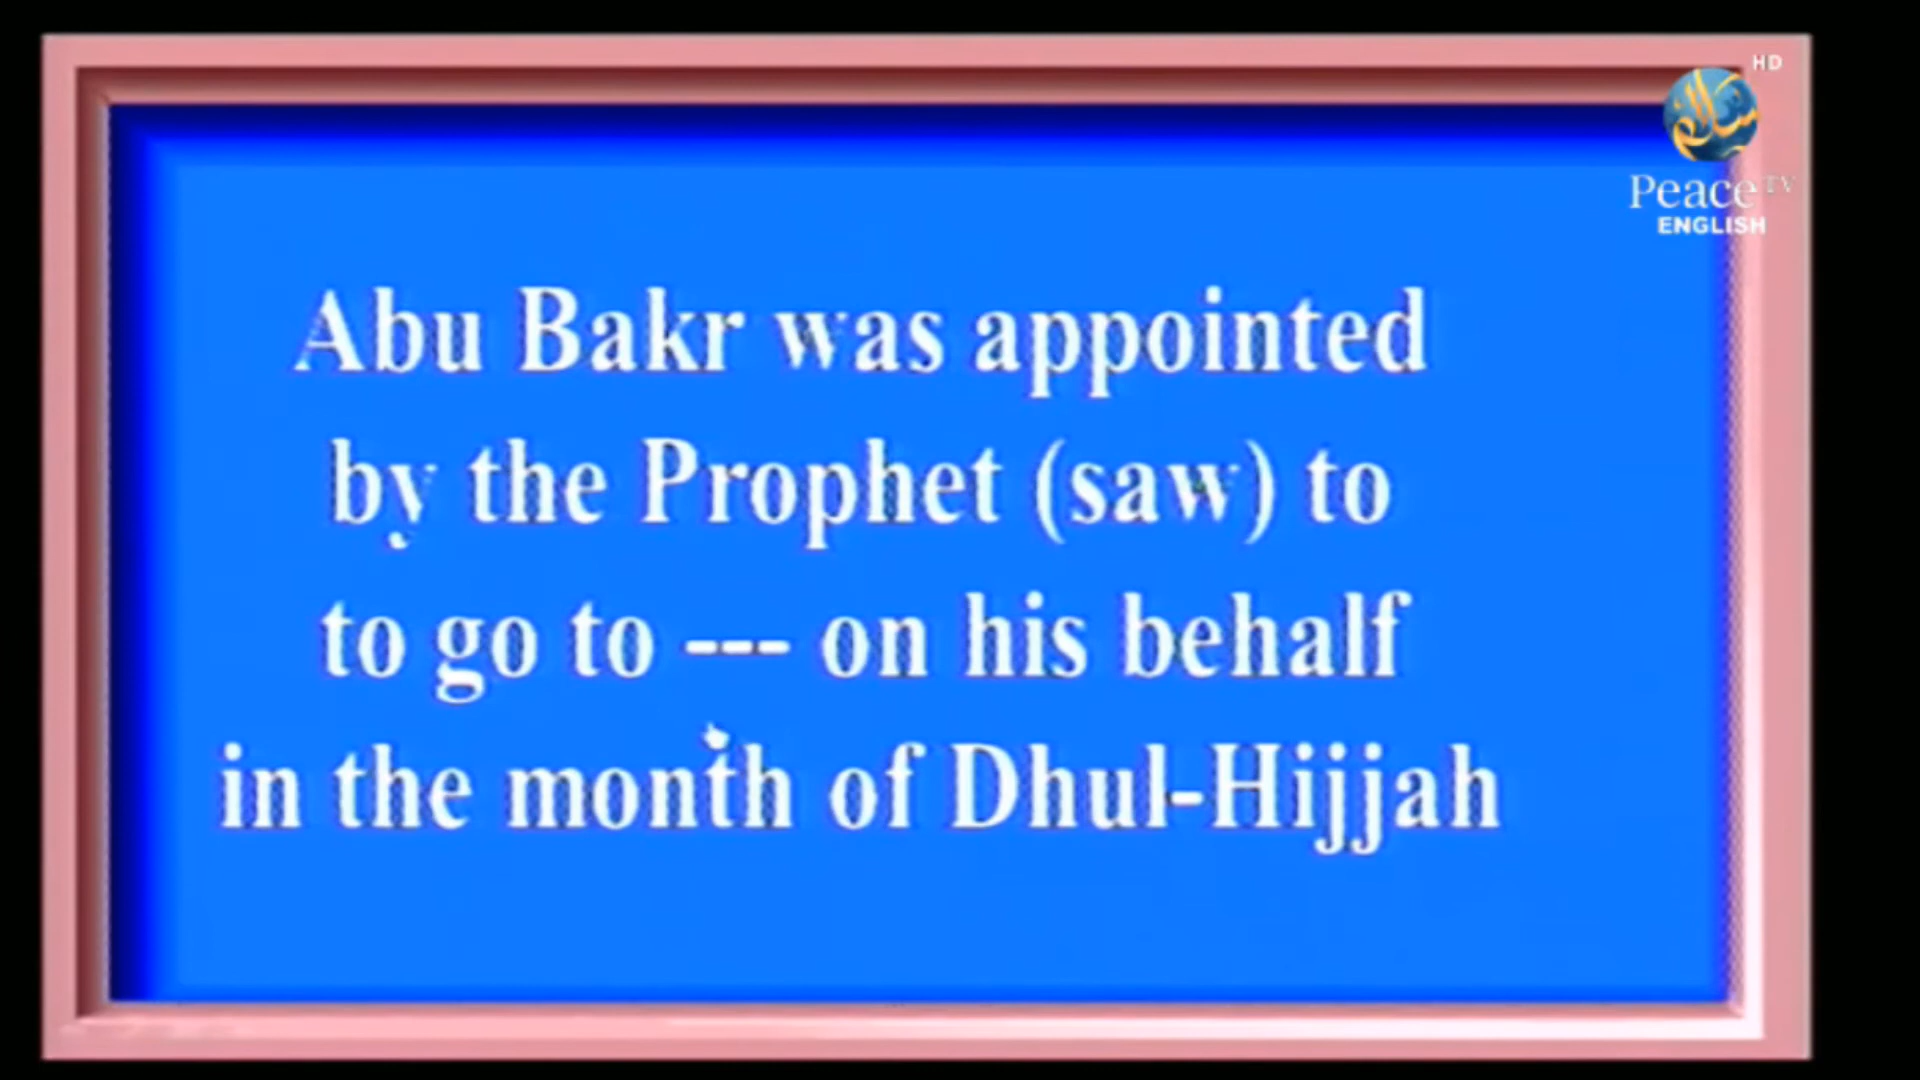 HD
سلام
Peace TV
ENGLISH
Abu Bakr was appointed
by the Prophet (saw) to
to go to --- on his behalf
in the month of Dhul-Hijjah